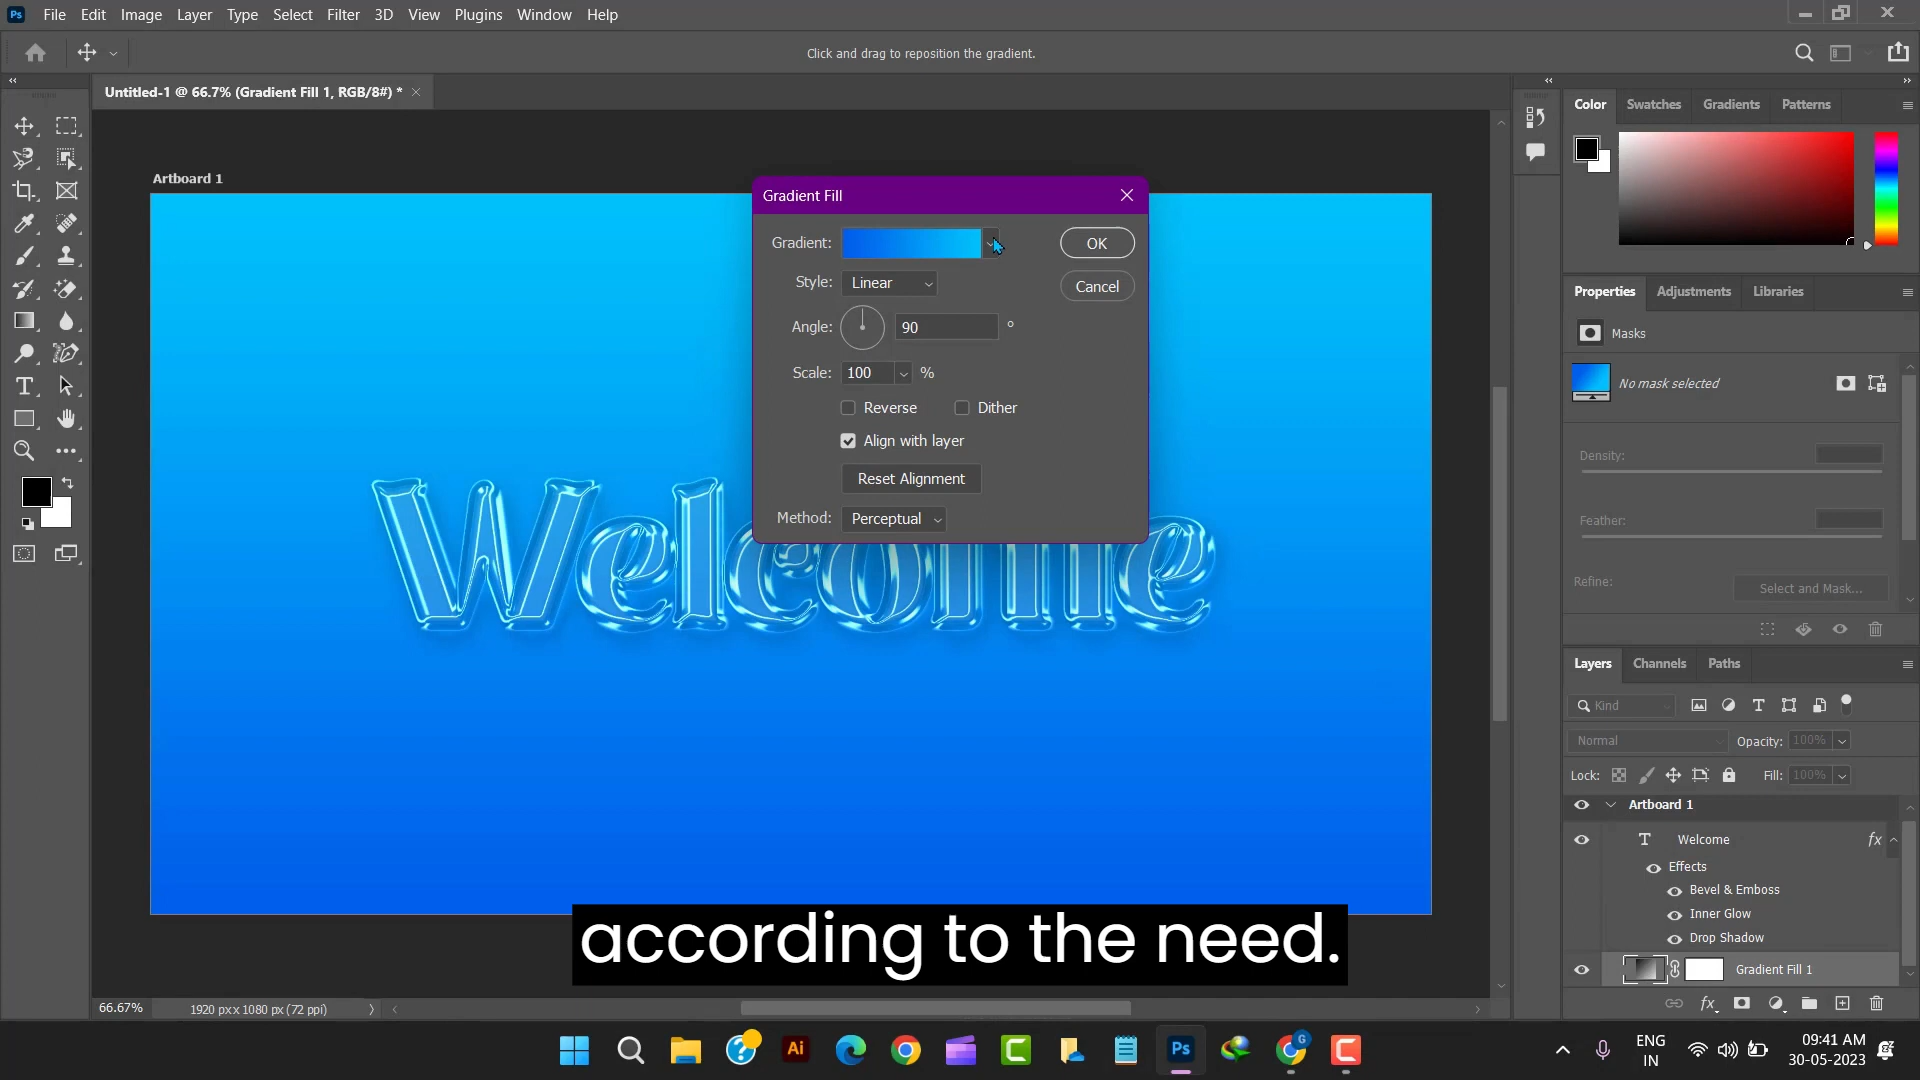 Ps File Edit Image Layer Type Select Filter 3D View Plugins Window Help
Click and drag to reposition the gradient.
Untitled-1 @ 66.7% (Gradient Fill 1, RGB/8#) *
Artboard 1
Welcome
Gradient Fill
Gradient:
OK
Style: Linear
Cancel
Angle: 90 °
Scale: 100 %
Reverse Dither
Align with layer
Reset Alignment
Method: Perceptual
Color Swatches Gradients Patterns
Properties Adjustments Libraries
Masks
No mask selected
Density:
Feather:
Refine: Select and Mask...
Layers Channels Paths
Kind
Normal Opacity: 100%
Lock: Fill: 100%
Artboard 1
T Welcome fx
Effects
Bevel & Emboss
Inner Glow
Drop Shadow
Gradient Fill 1
fx
according to the need.
66.67% 1920 px x 1080 px (72 ppi)
Ai
Ps
G
ENG
IN
09:41 AM
30-05-2023